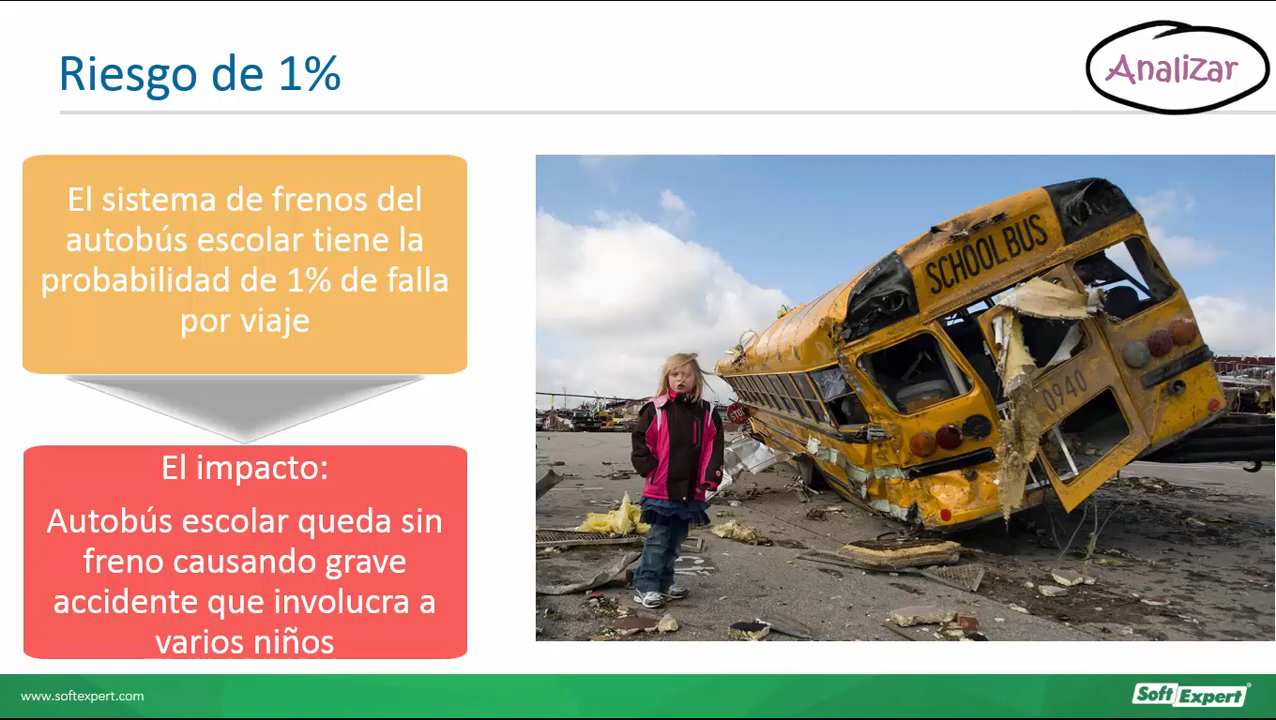 Riesgo de 1%
Analizar
El sistema de frenos del
autobús escolar tiene la
probabilidad de 1% de falla
por viaje
El impacto:
Autobús escolar queda sin
freno causando grave
accidente que involucra a
varios niños
SCHOOL BUS
0940
STOP
www.softexpert.com
SoftExpert®